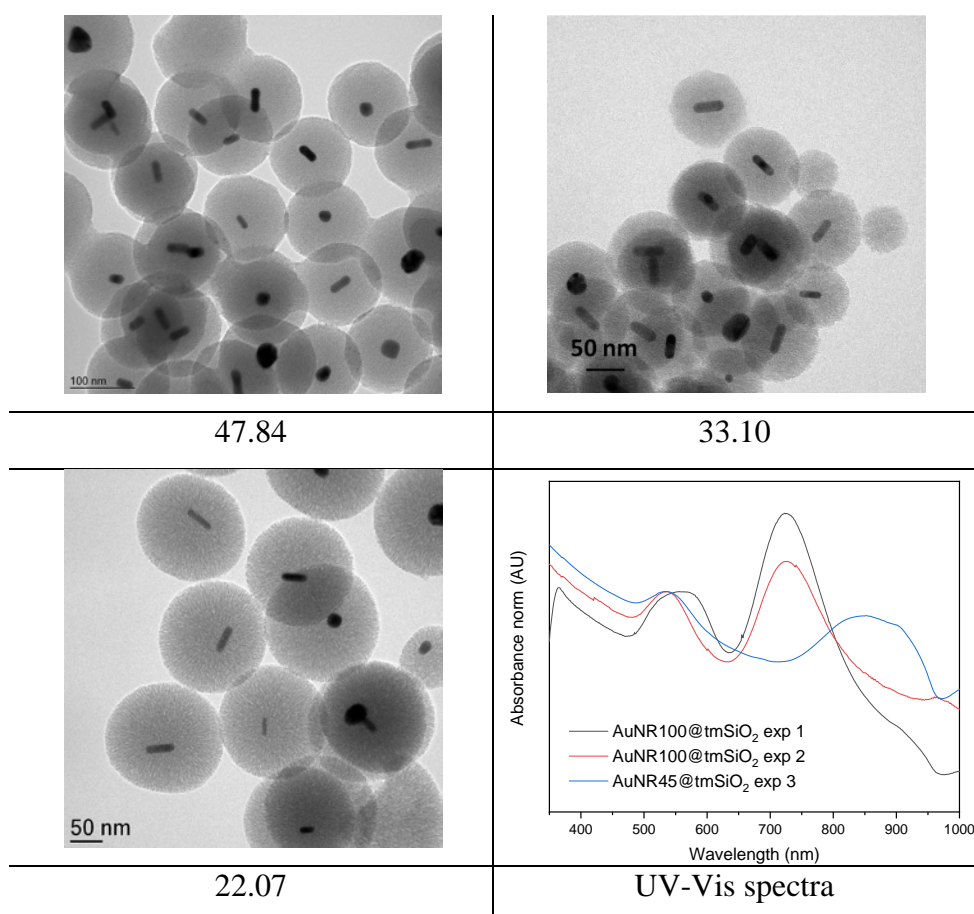 100 nm
50 nm
47.84
33.10
50 nm
Absorbance norm (AU)
AuNR100@tmSiO₂ exp 1
AuNR100@tmSiO₂ exp 2
AuNR45@tmSiO₂ exp 3
400 500 600 700 800 900 1000
Wavelength (nm)
22.07
UV-Vis spectra